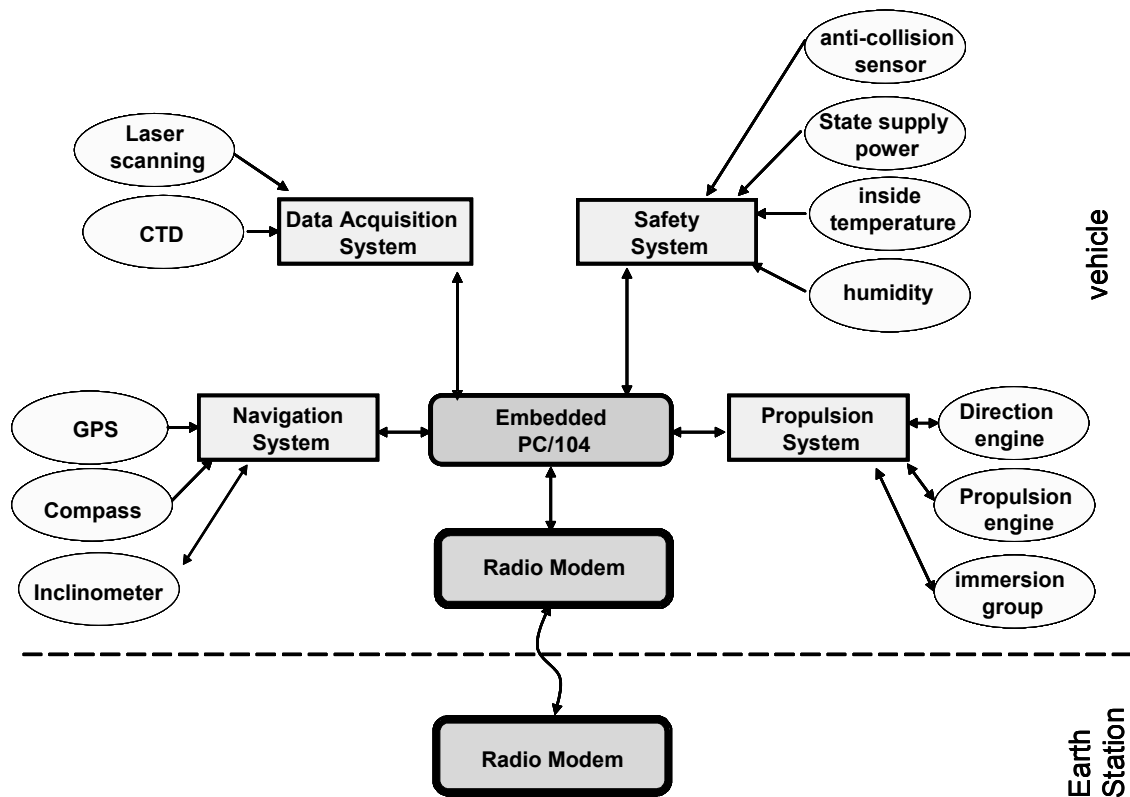 anti-collision
sensor
Laser
scanning
State supply
power
CTD
Data Acquisition
System
Safety
System
inside
temperature
humidity
vehicle
GPS
Navigation
System
Embedded
PC/104
Propulsion
System
Direction
engine
Compass
Propulsion
engine
Inclinometer
Radio Modem
immersion
group
Radio Modem
Earth
Station